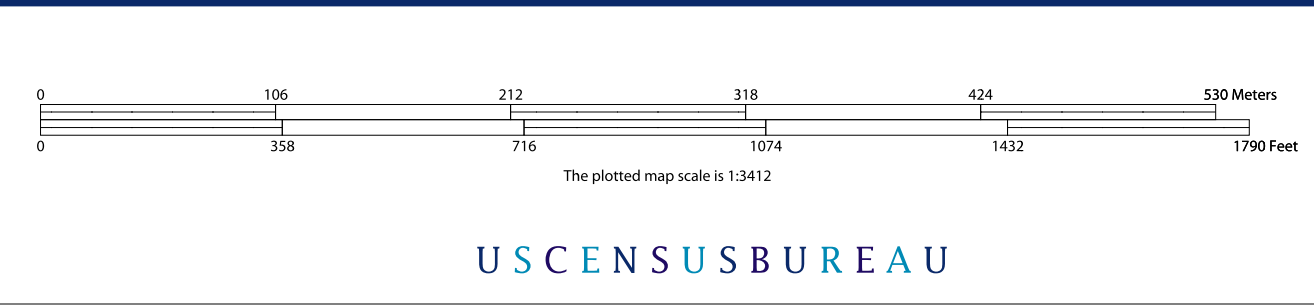 0 106 212 318 424 530 Meters
0 358 716 1074 1432 1790 Feet
The plotted map scale is 1:3412
USCENSUSBUREAU